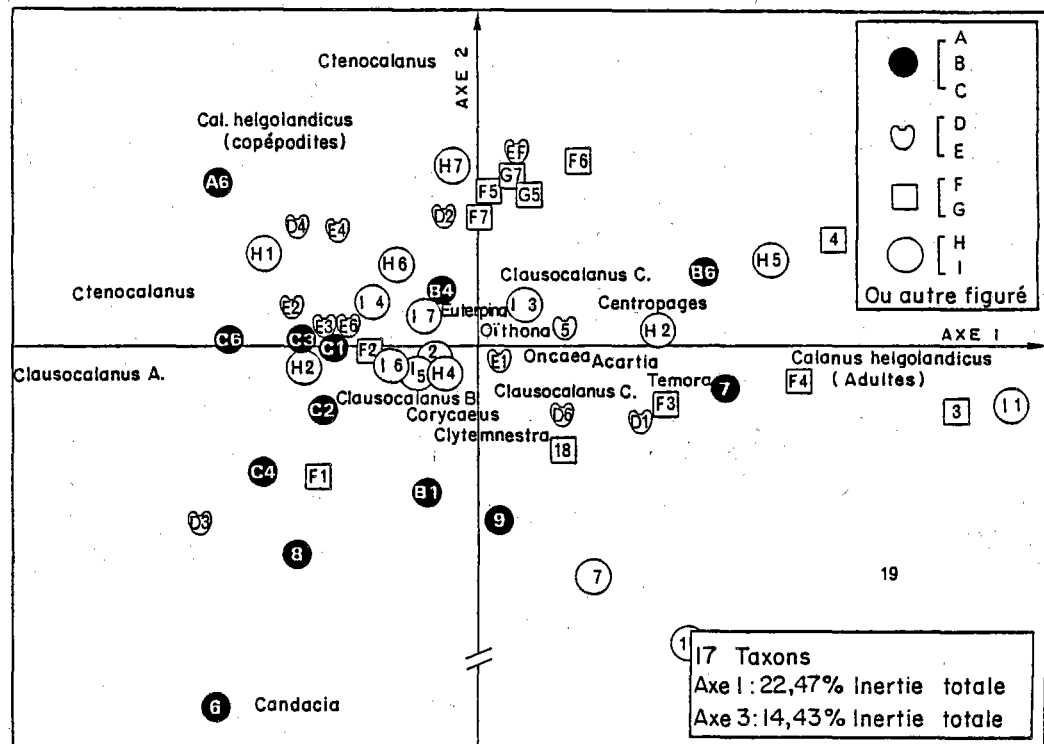 Ctenocalanus
AXE 2
A
B
C
Cal. helgolandicus
(copépodites)
D
E
EF
F6
H7
G7
A6
F5
G5
F
G
D2
F7
D4
E4
4
H1
H6
B6
H5
H
I
Clausocalanus C.
Ctenocalanus
B4
Ou autre figuré
E2
I 4
Euterpina
I 3
Centropages
I 7
E3
E6
Oïthona
5
H2
C6
C3
C1
AXE I
F2
2
E1
Oncaea
Acartia
Calanus helgolandicus
(Adultes)
Clausocalanus A.
H2
I 6
I 5
H4
Clausocalanus C.
Temora
7
F4
Clausocalanus B
C2
Corycaeus
D6
D1
F3
3
I 1
Clytemnestra
18
C4
F1
B1
D3
9
8
7
19
17 Taxons
Axe I : 22,47% Inertie totale
Axe 3: 14,43% Inertie totale
6
Candacia